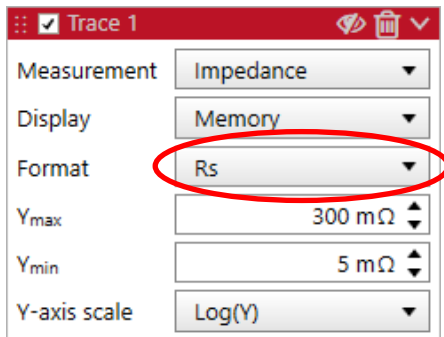 Trace 1
Measurement Impedance
Display Memory
Format Rs
Ymax 300 mΩ
Ymin 5 mΩ
Y-axis scale Log(Y)